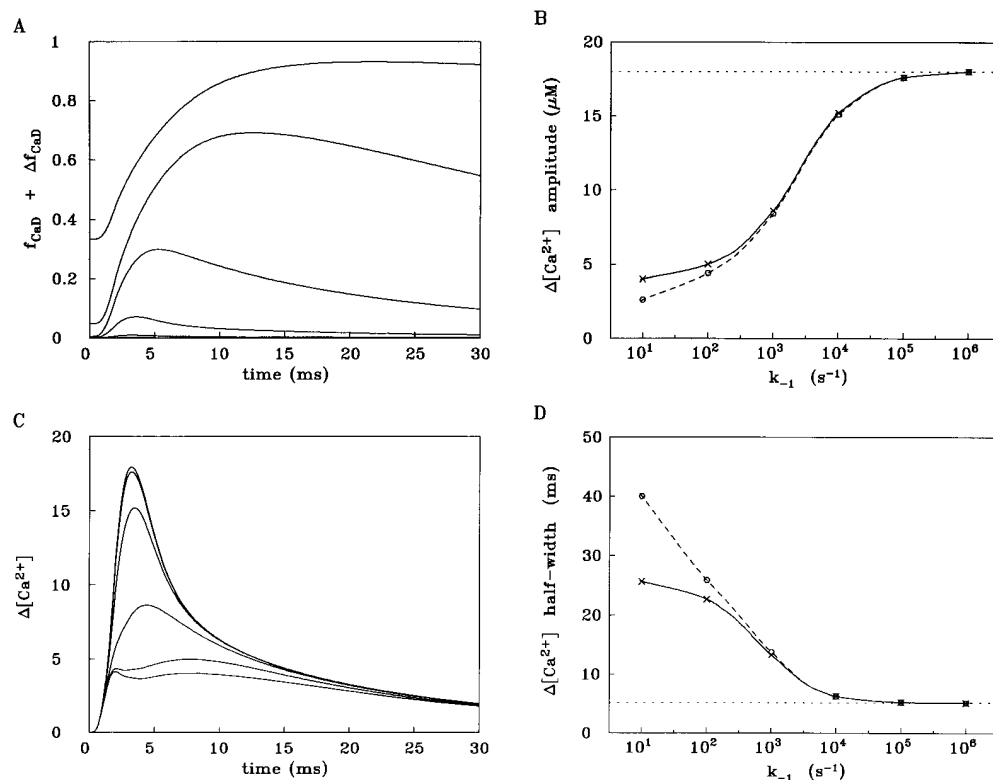 A
1
0.8
0.6
0.4
0.2
0
f_CaD + Δf_CaD
0 5 10 15 20 25 30
time (ms)
B
20
15
10
5
0
Δ[Ca²⁺] amplitude (μM)
10¹ 10² 10³ 10⁴ 10⁵ 10⁶
k₋₁ (s⁻¹)
C
20
15
10
5
0
Δ[Ca²⁺]
0 5 10 15 20 25 30
time (ms)
D
50
40
30
20
10
0
Δ[Ca²⁺] half-width (ms)
10¹ 10² 10³ 10⁴ 10⁵ 10⁶
k₋₁ (s⁻¹)